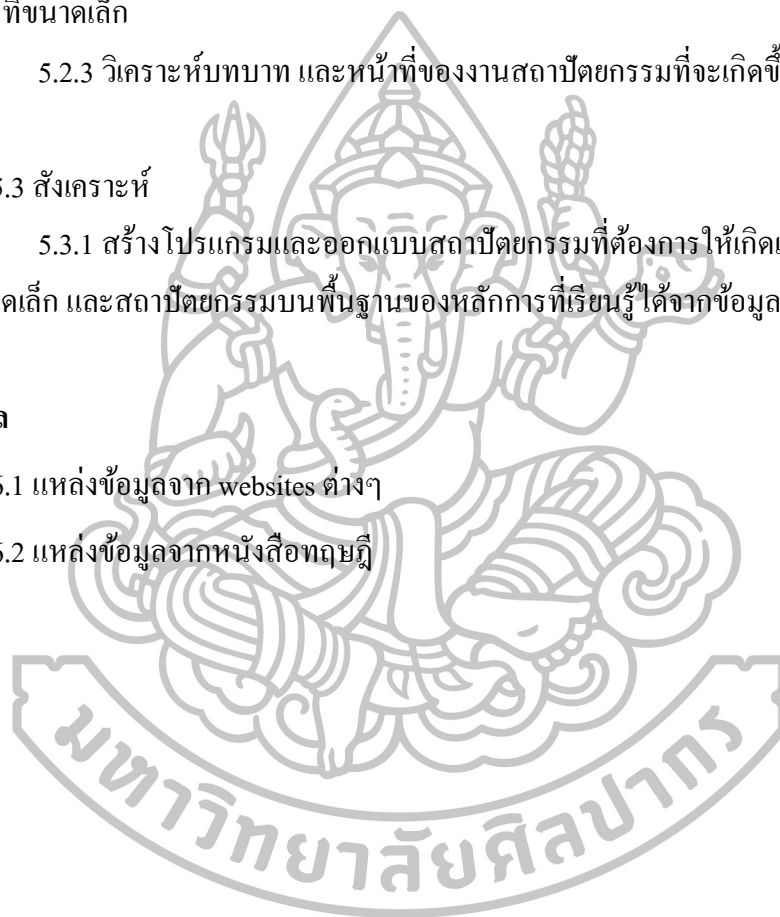 ที่ขนาดเล็ก
5.2.3 วิเคราะห์บทบาท และหน้าที่ของงานสถาปัตยกรรมที่จะเกิดขึ้
5.3 สังเคราะห์
5.3.1 สร้างโปรแกรมและออกแบบสถาปัตยกรรมที่ต้องการให้เกิด
ดเล็ก และสถาปัตยกรรมบนพื้นฐานของหลักการที่เรียนรู้ได้จากข้อมูล
ล
6.1 แหล่งข้อมูลจาก websites ต่างๆ
6.2 แหล่งข้อมูลจากหนังสือทฤษฎี
มหาวิทยาลัยศิลปากร